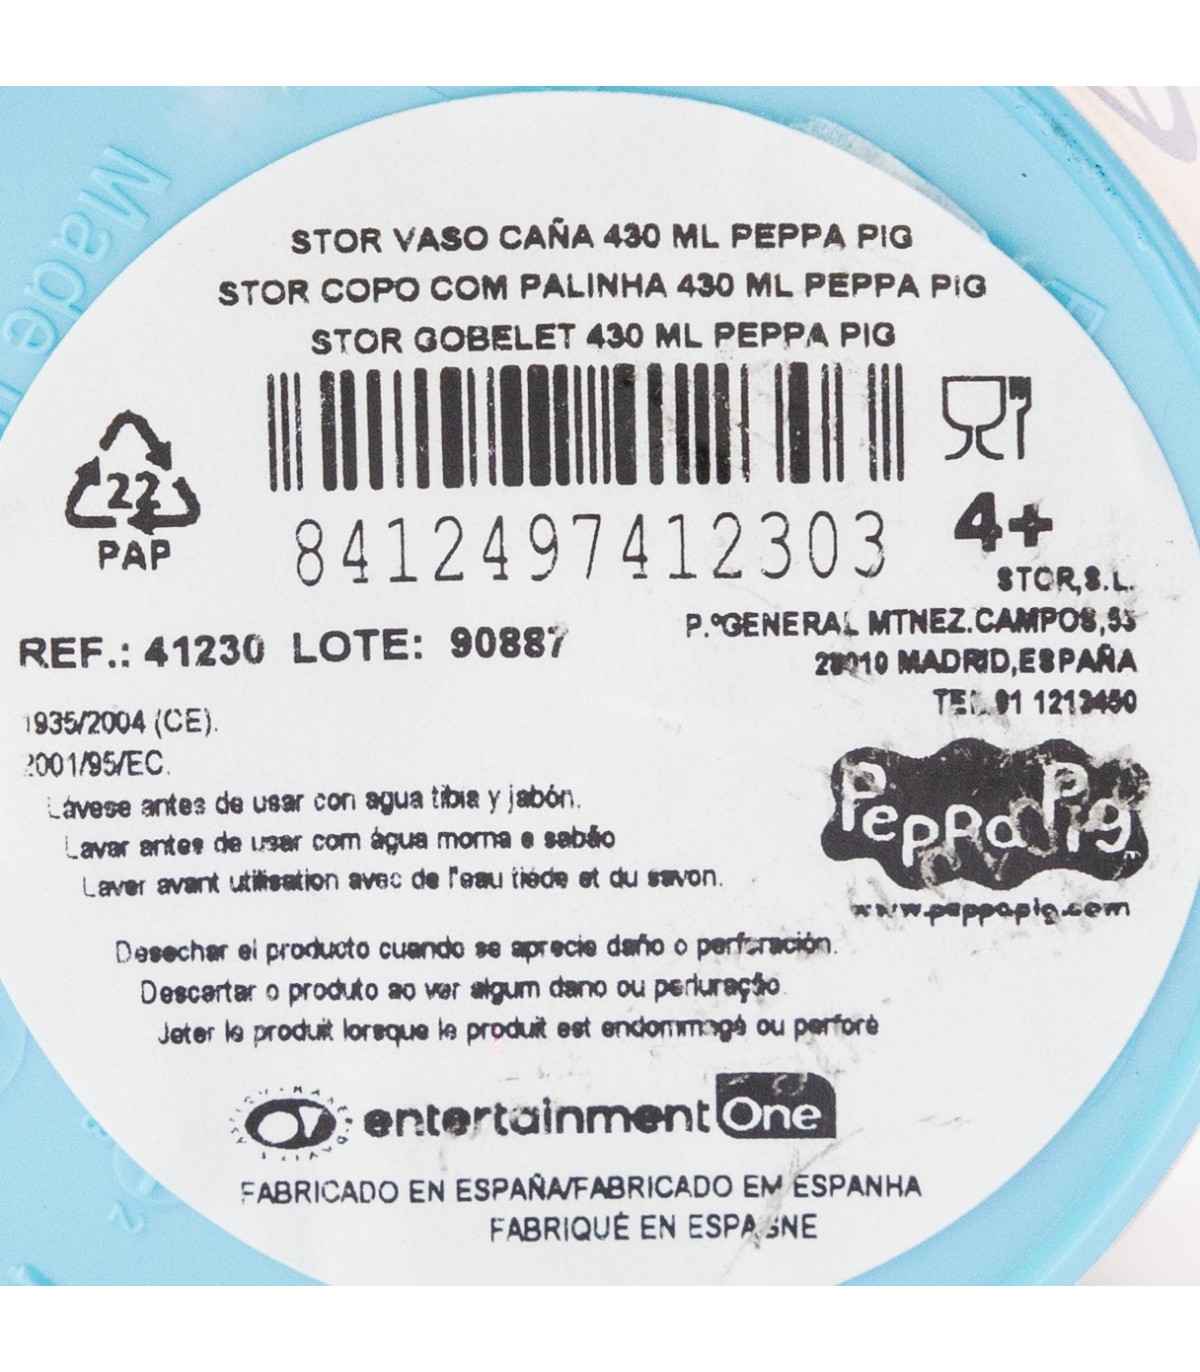 STOR VASO CAÑA 430 ML PEPPA PIG
STOR COPO COM PALINHA 430 ML PEPPA PIG
STOR GOBELET 430 ML PEPPA PIG
22
PAP
8412497412303
4+
STOR,S.L.
P.ºGENERAL MTNEZ.CAMPOS,53
28010 MADRID,ESPAÑA
TEL. 91 1213450
REF.: 41230 LOTE: 90887
1935/2004 (CE).
2001/95/EC.
Lávese antes de usar con agua tibia y jabón.
Lavar antes de usar com água morna e sabão
Laver avant utilisation avec de l'eau tiède et du savon.
Peppa Pig
www.peppapig.com
Desechar el producto cuando se aprecie daño o perforación.
Descartar o produto ao ver algum dano ou perfuração.
Jeter le produit lorsque le produit est endommagé ou perforé
entertainment One
FABRICADO EN ESPAÑA/FABRICADO EM ESPANHA
FABRIQUÉ EN ESPAGNE
Made